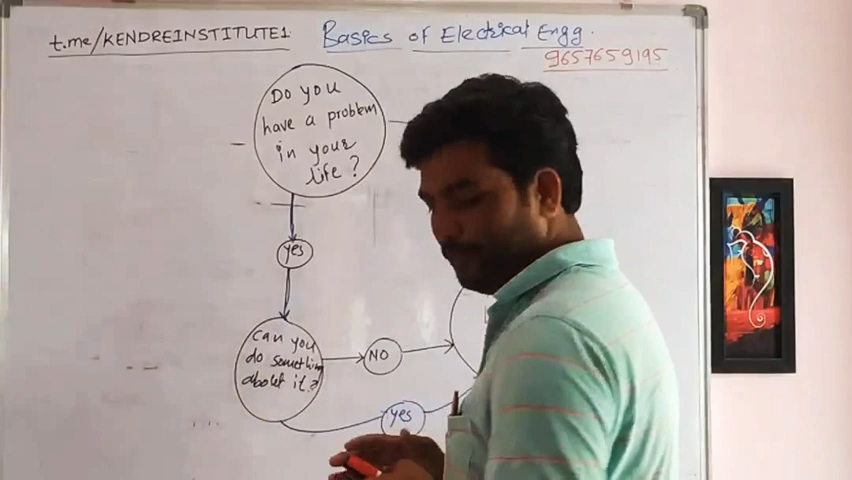 t.me/KENDREINSTITUTE1
Basics of Electrical Engg.
9657659195
Do you
have a problem
in your
life?
yes
can you
do somethin
about it?
NO
yes